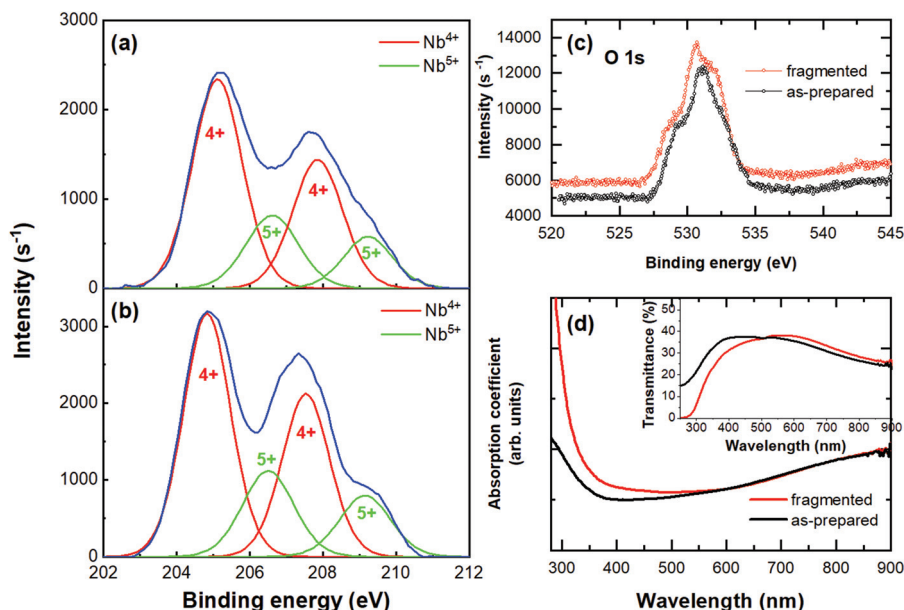 (a)
Nb4+
Nb5+
4+
4+
5+
5+
3000
2000
1000
0
(b)
Nb4+
Nb5+
4+
4+
5+
5+
3000
2000
1000
0
202 204 206 208 210 212
Binding energy (eV)
Intensity (s-1)
(c) O 1s
fragmented
as-prepared
14000
12000
10000
8000
6000
4000
520 525 530 535 540 545
Binding energy (eV)
Intensity (s-1)
(d)
50
40
30
20
10
0
300 400 500 600 700 800 900
Wavelength (nm)
Transmittance (%)
fragmented
as-prepared
300 400 500 600 700 800 900
Wavelength (nm)
Absorption coefficient
(arb. units)